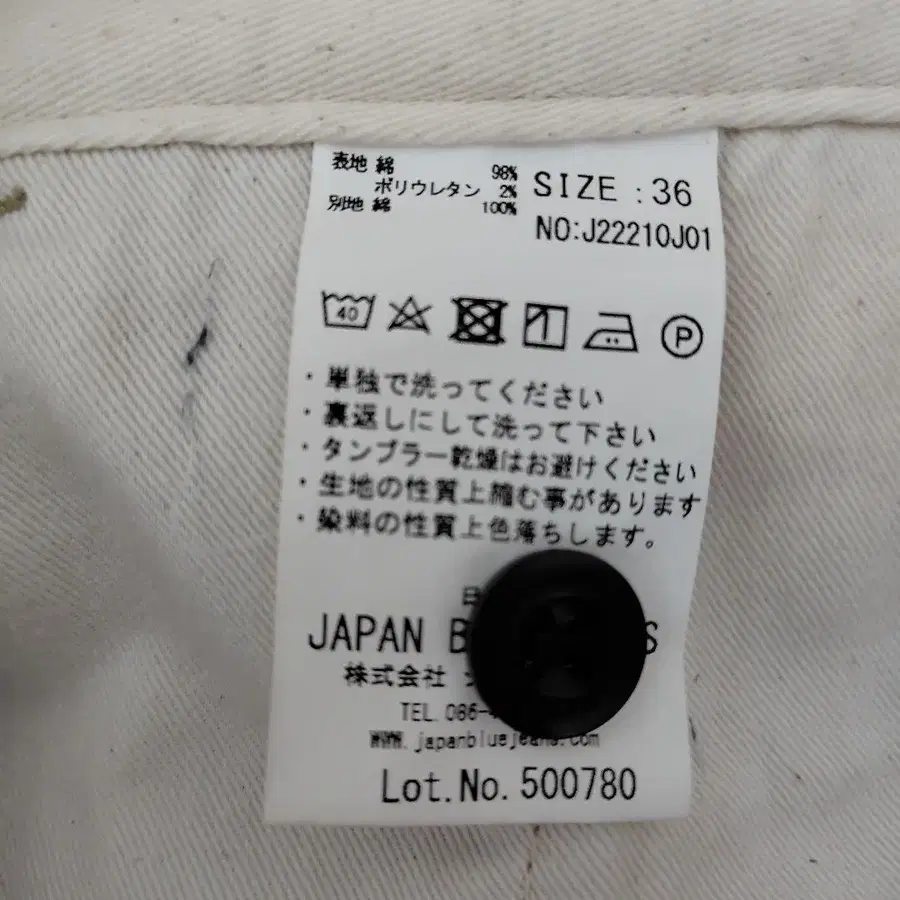 表地 綿 98%
ポリウレタン 2%
別地 綿 100%
SIZE : 36
NO:J22210J01
40
P
・単独で洗ってください
・裏返しにして洗って下さい
・タンブラー乾燥はお避けください
・生地の性質上縮む事があります
・染料の性質上色落ちします。
JAPAN
株式会社
TEL. 086-
WWW.japanbluejeans.com
Lot.No. 500780